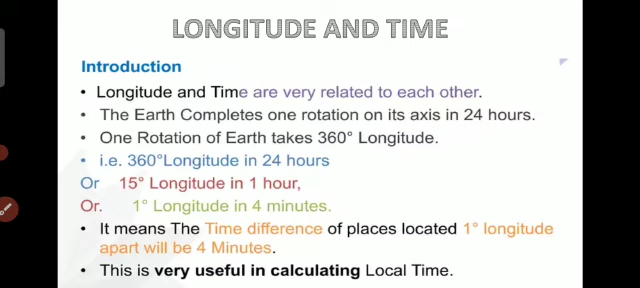 LONGITUDE AND TIME
Introduction
• Longitude and Time are very related to each other.
• The Earth Completes one rotation on its axis in 24 hours.
• One Rotation of Earth takes 360° Longitude.
• i.e. 360°Longitude in 24 hours
Or 15° Longitude in 1 hour,
Or. 1° Longitude in 4 minutes.
• It means The Time difference of places located 1° longitude
apart will be 4 Minutes.
• This is very useful in calculating Local Time.